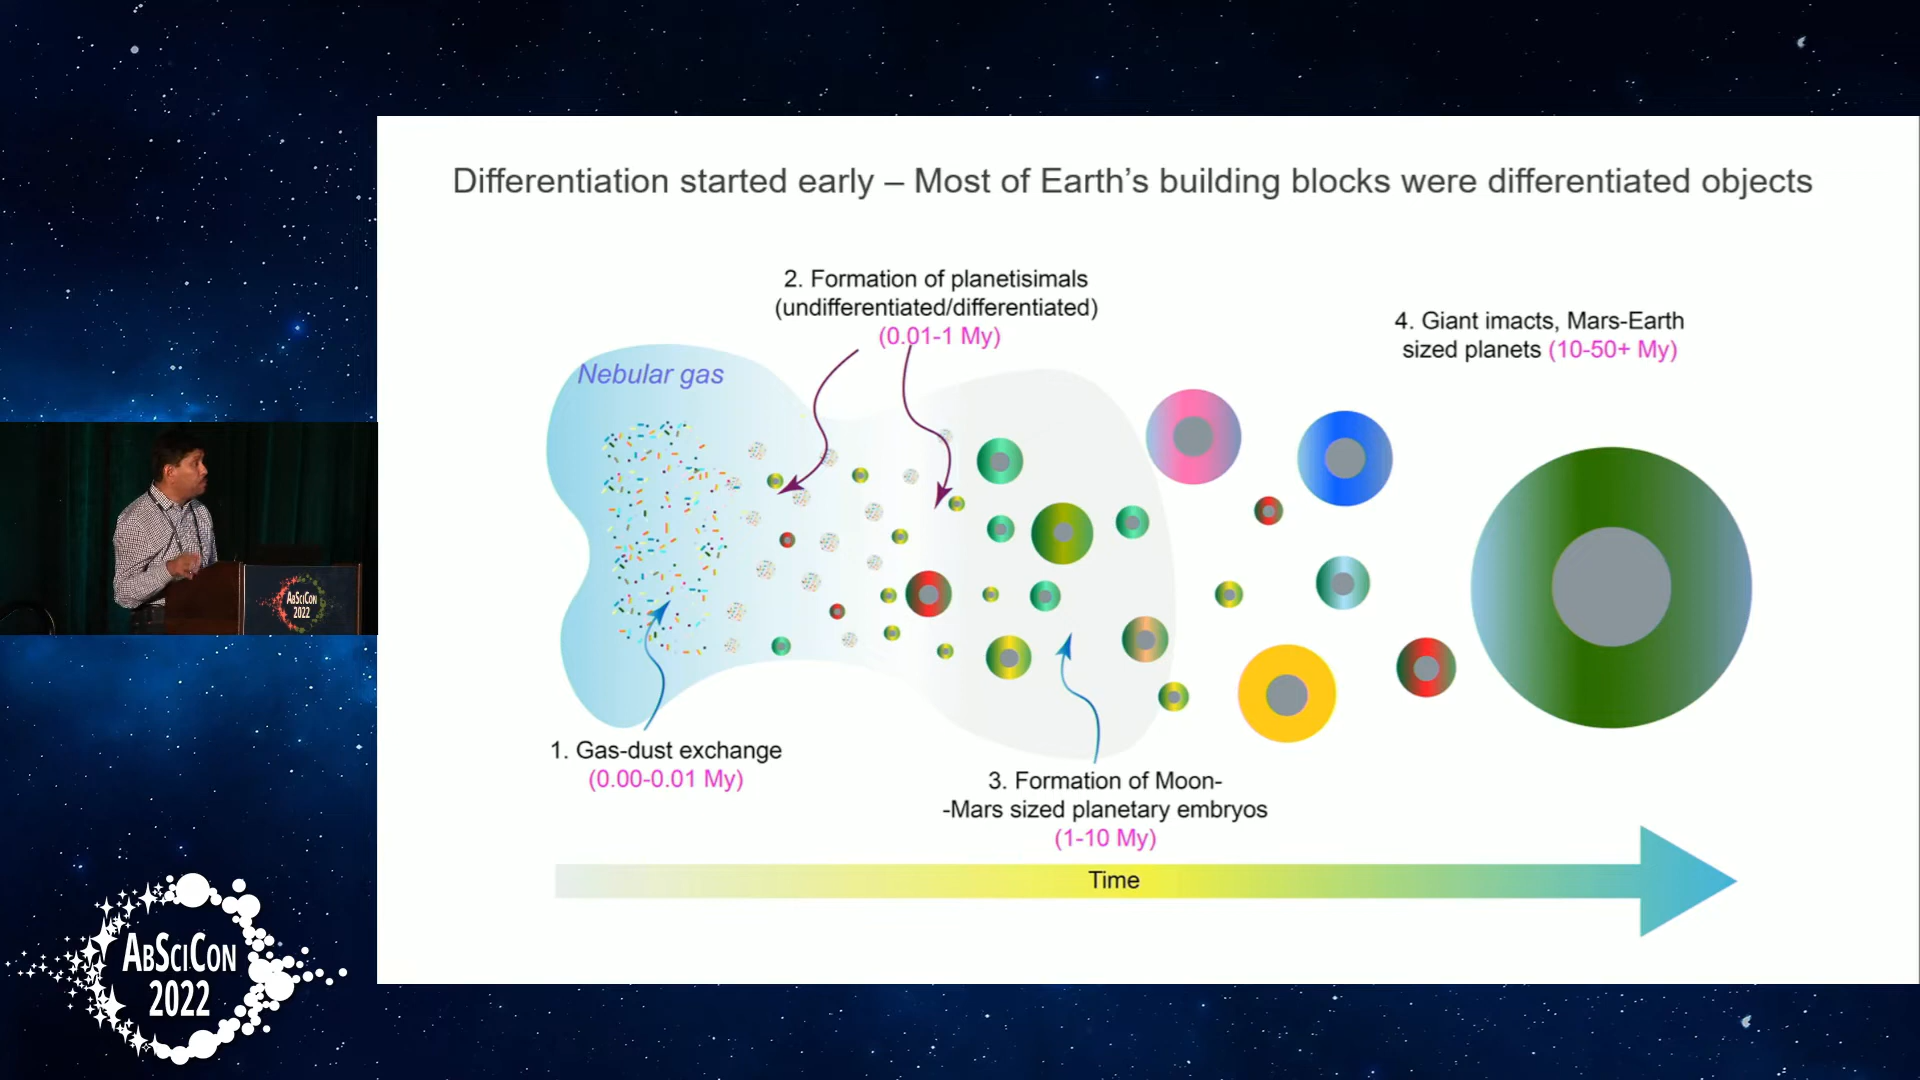 Differentiation started early – Most of Earth's building blocks were differentiated objects
2. Formation of planetisimals
(undifferentiated/differentiated)
(0.01-1 My)
4. Giant imacts, Mars-Earth
sized planets (10-50+ My)
Nebular gas
1. Gas-dust exchange
(0.00-0.01 My)
3. Formation of Moon-
-Mars sized planetary embryos
(1-10 My)
Time
AbSciCon
2022
AbSciCon
2022